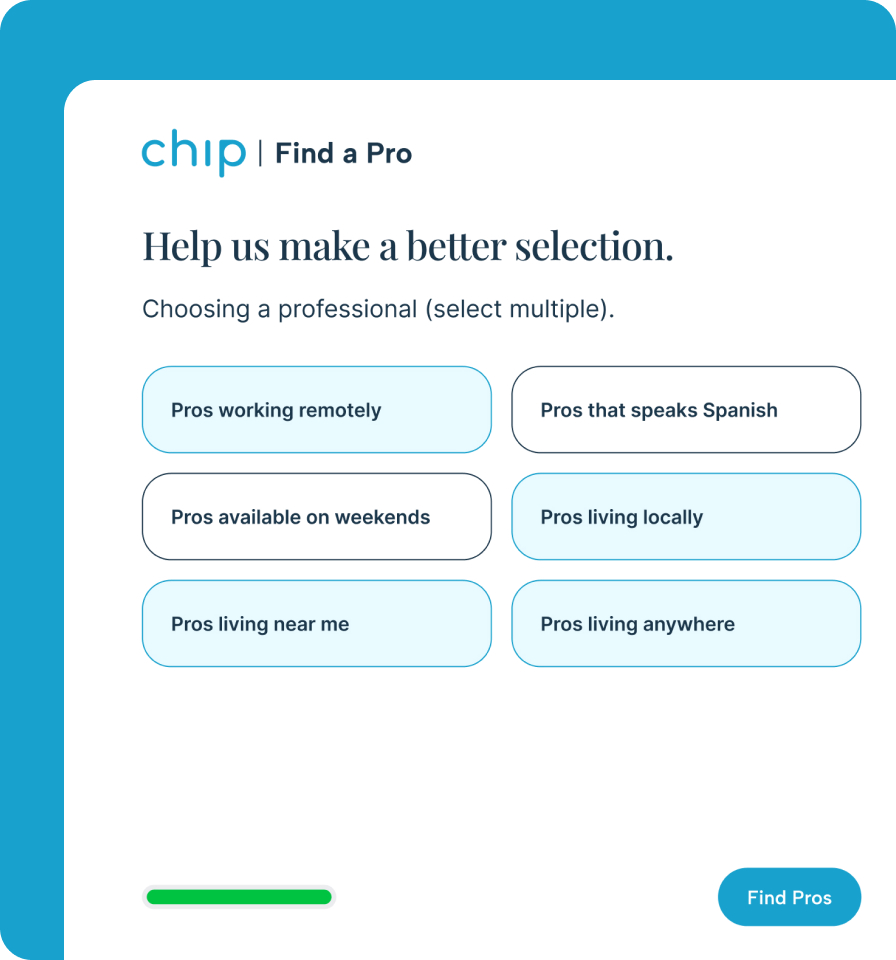 chip | Find a Pro
Help us make a better selection.
Choosing a professional (select multiple).
Pros working remotely
Pros that speaks Spanish
Pros available on weekends
Pros living locally
Pros living near me
Pros living anywhere
Find Pros